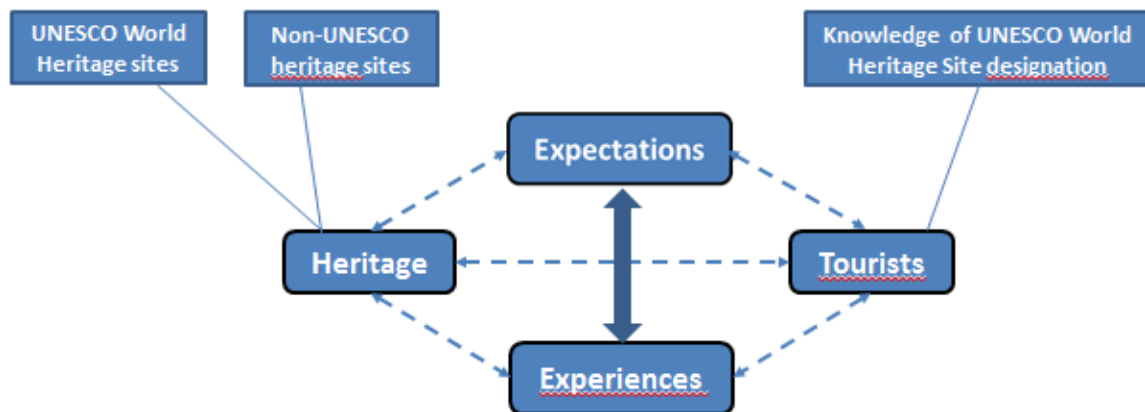 UNESCO World
Heritage sites
Non-UNESCO
heritage sites
Knowledge of UNESCO World
Heritage Site designation
Expectations
Heritage
Tourists
Experiences